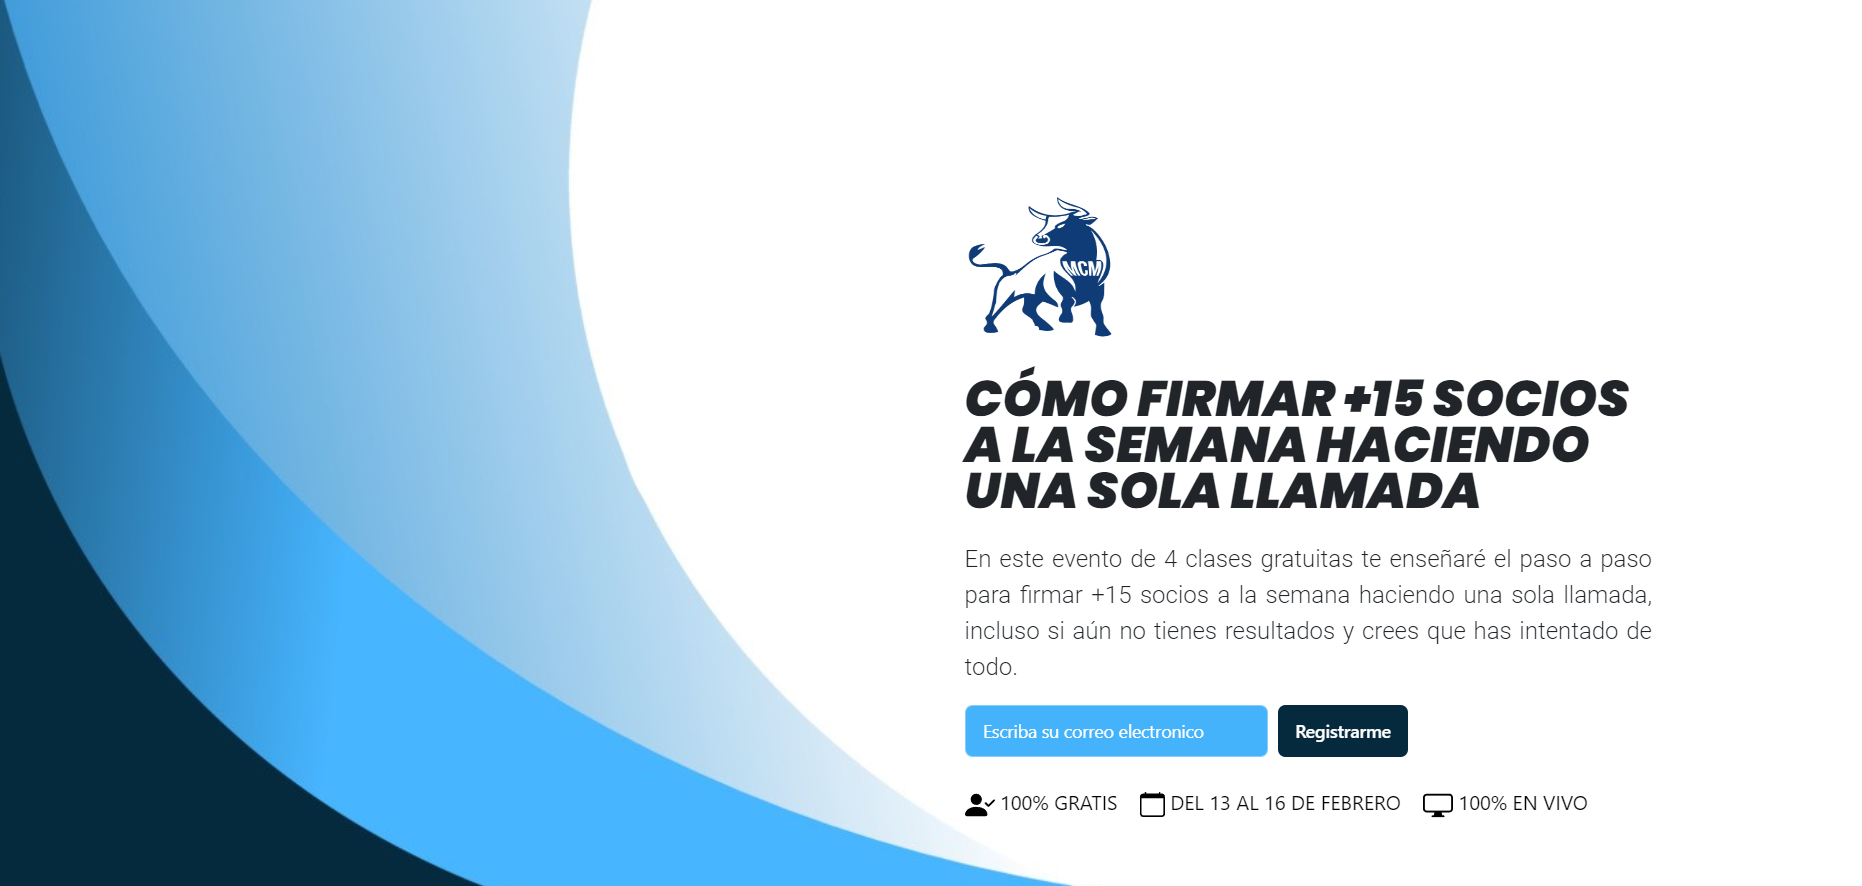 MCM
CÓMO FIRMAR +15 SOCIOS
A LA SEMANA HACIENDO
UNA SOLA LLAMADA
En este evento de 4 clases gratuitas te enseñaré el paso a paso
para firmar +15 socios a la semana haciendo una sola llamada,
incluso si aún no tienes resultados y crees que has intentado de
todo.
Escriba su correo electronico
Registrarme
100% GRATIS
DEL 13 AL 16 DE FEBRERO
100% EN VIVO